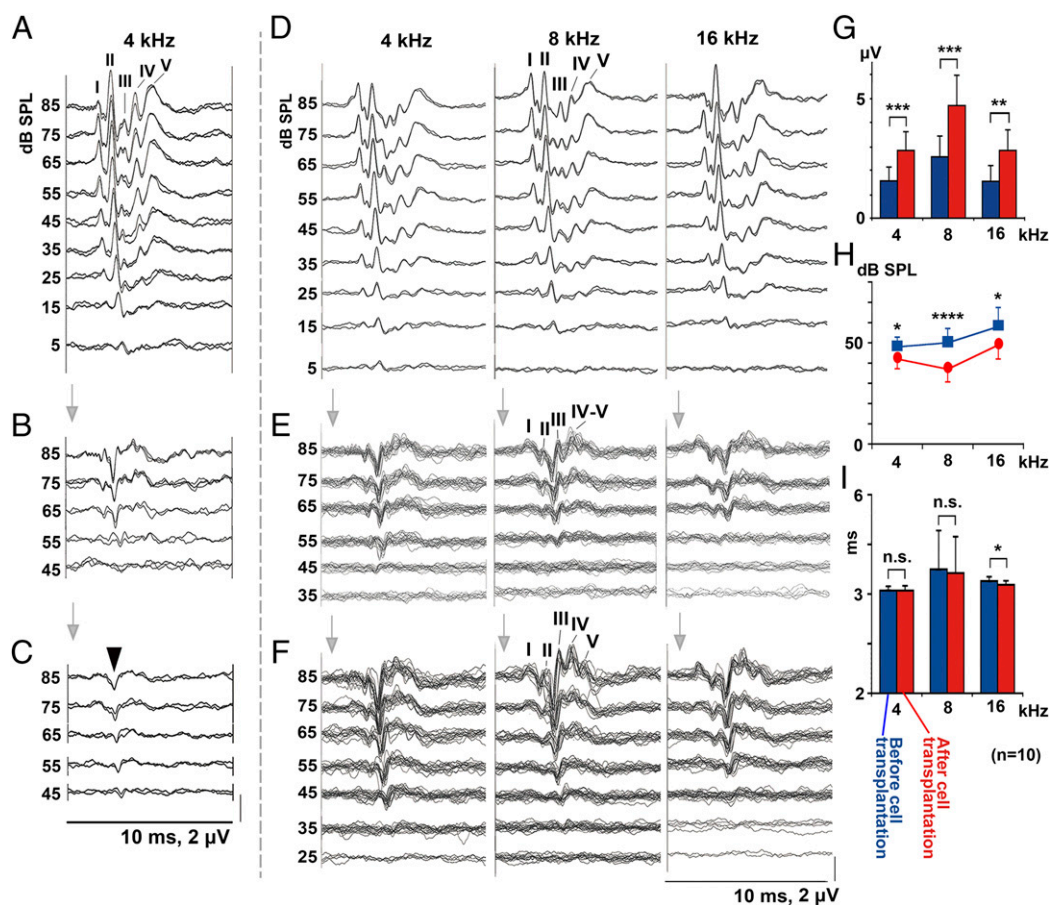 A
4 kHz
I II III IV V
dB SPL
85
75
65
55
45
35
25
15
5
B
85
75
65
55
45
C
85
75
65
55
45
10 ms, 2 µV
D
4 kHz 8 kHz 16 kHz
I II III IV V
dB SPL
85
75
65
55
45
35
25
15
5
E
I II III IV-V
85
75
65
55
45
35
F
I II III IV V
85
75
65
55
45
35
25
10 ms, 2 µV
G
µV
*** *** **
5
0
4 8 16 kHz
H
dB SPL
* **** *
50
0
4 8 16 kHz
I
6
ms
n.s. n.s. *
3.0
2
4 8 16 kHz
Before cell
transplantation
After cell
transplantation
(n=10)